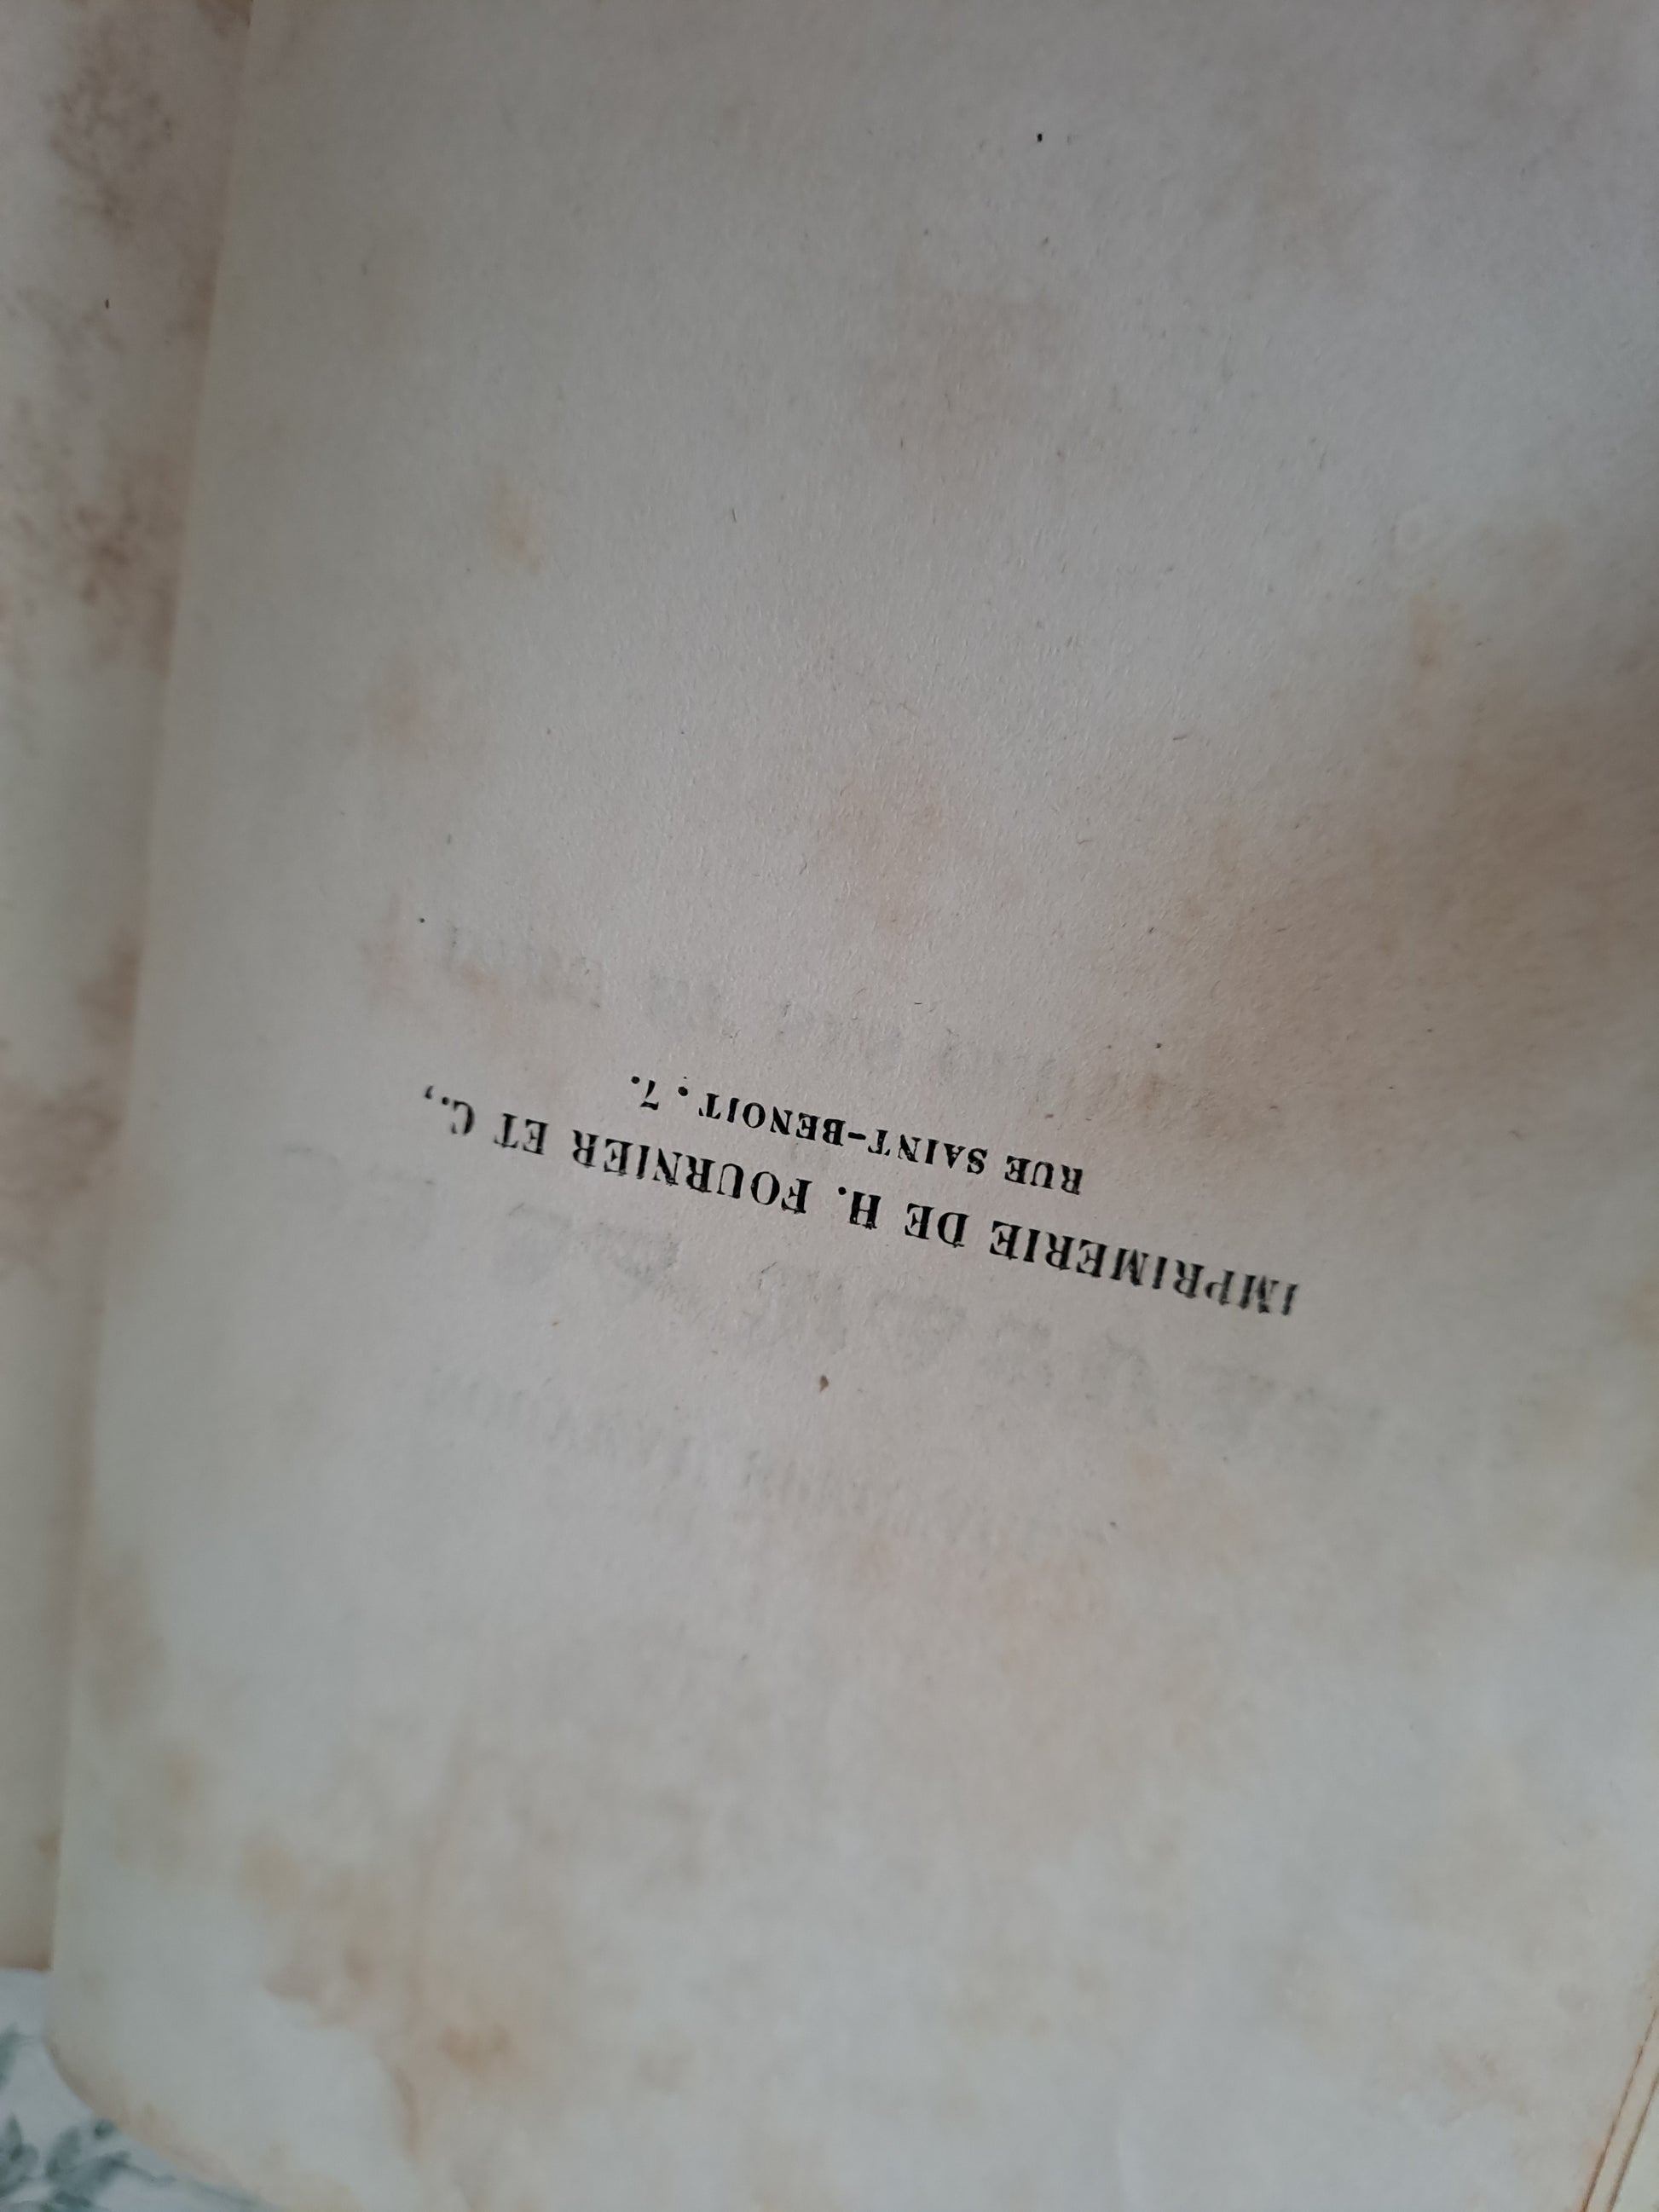 IMPRIMERIE DE H. FOURNIER ET C.,
RUE SAINT-BENOIT, 7.